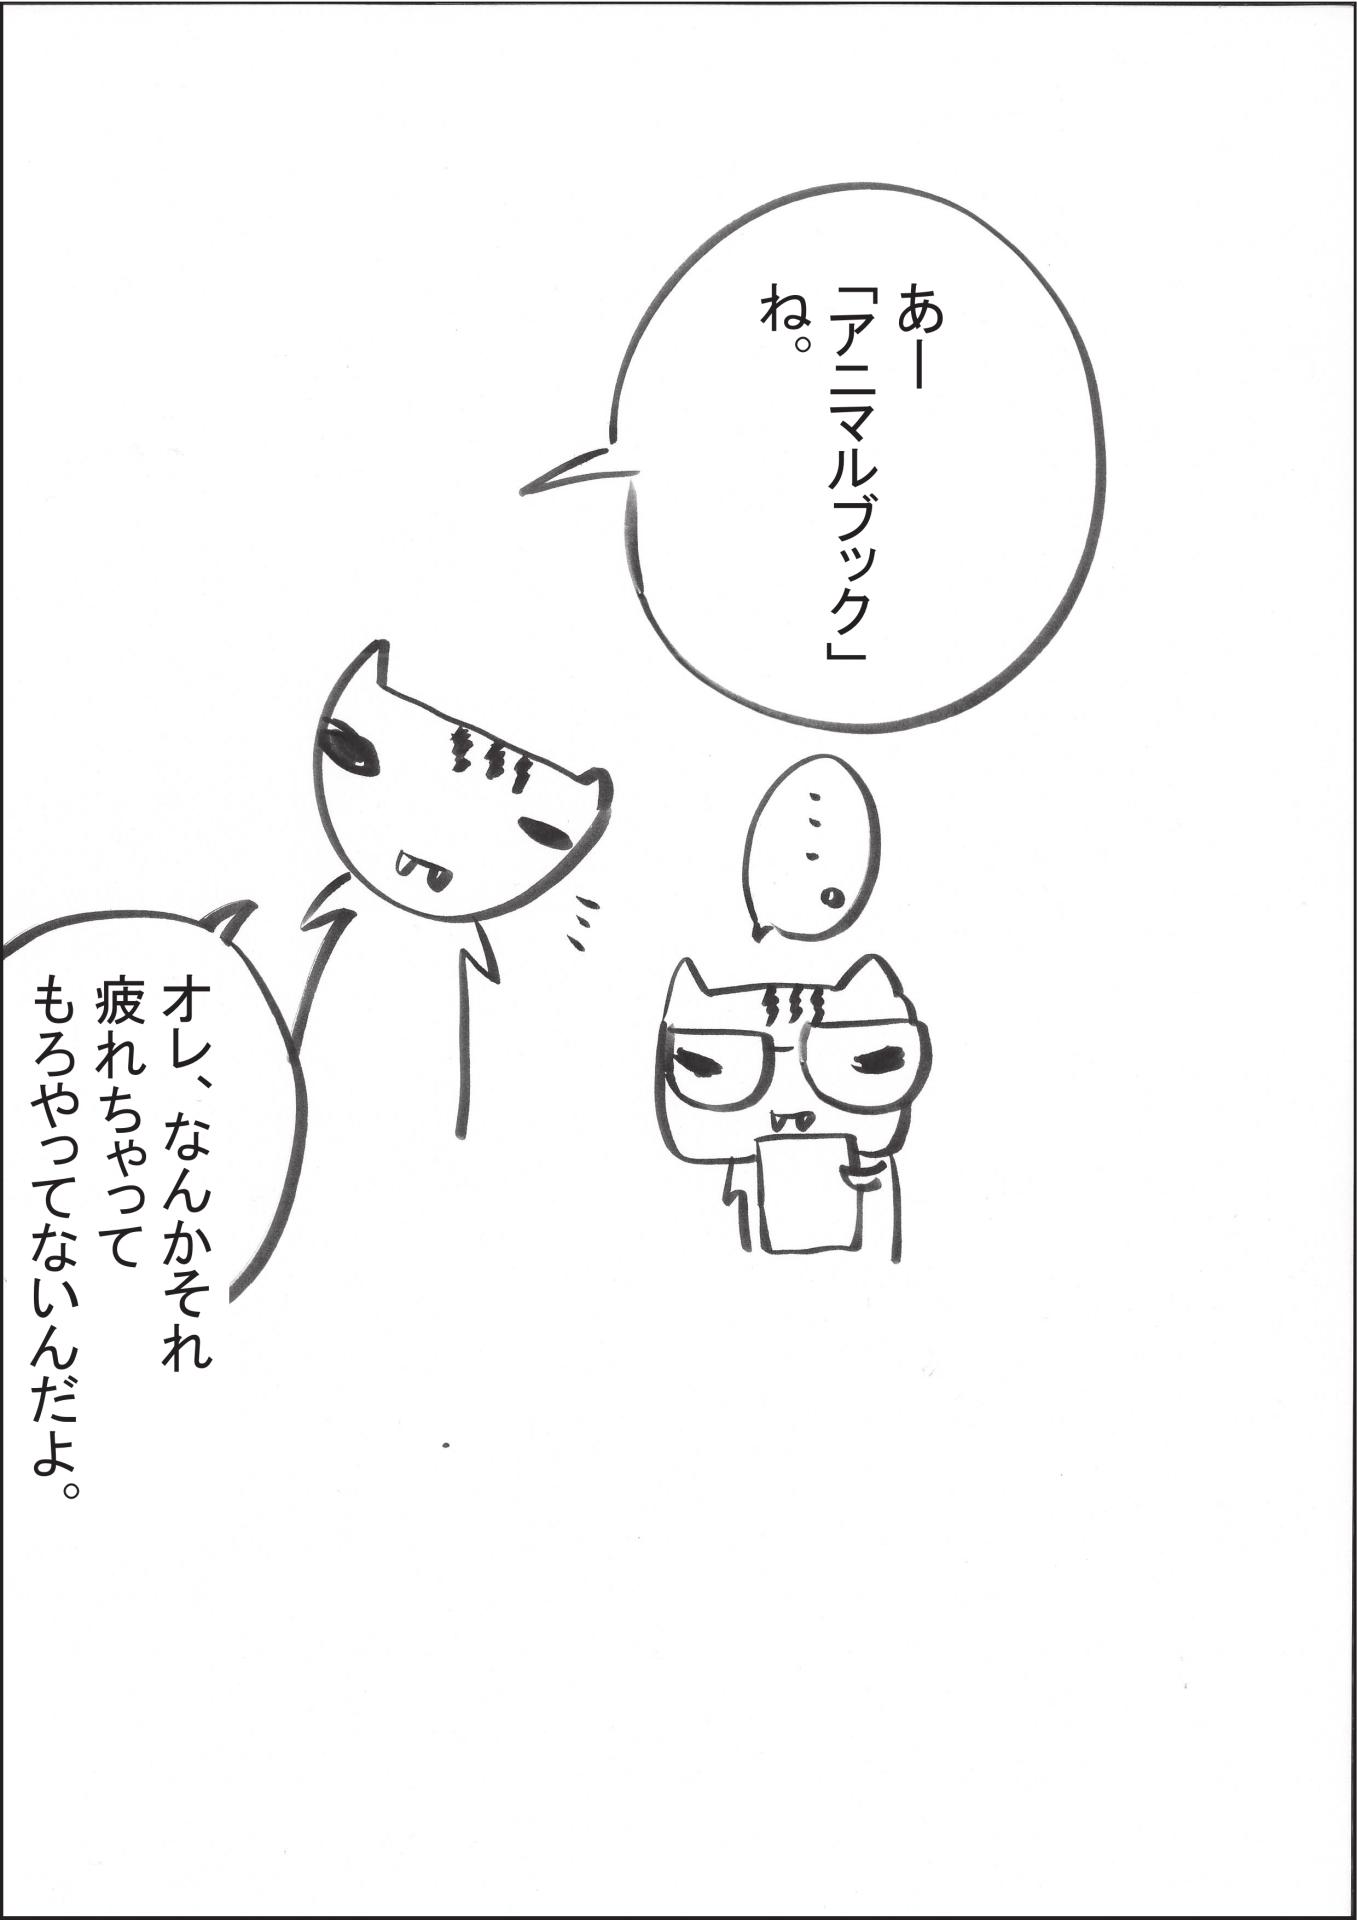 あー
「アニマルブック」
ね。
・・・。
オレ、なんかそれ
疲れちゃって
もろやってないんだよ。